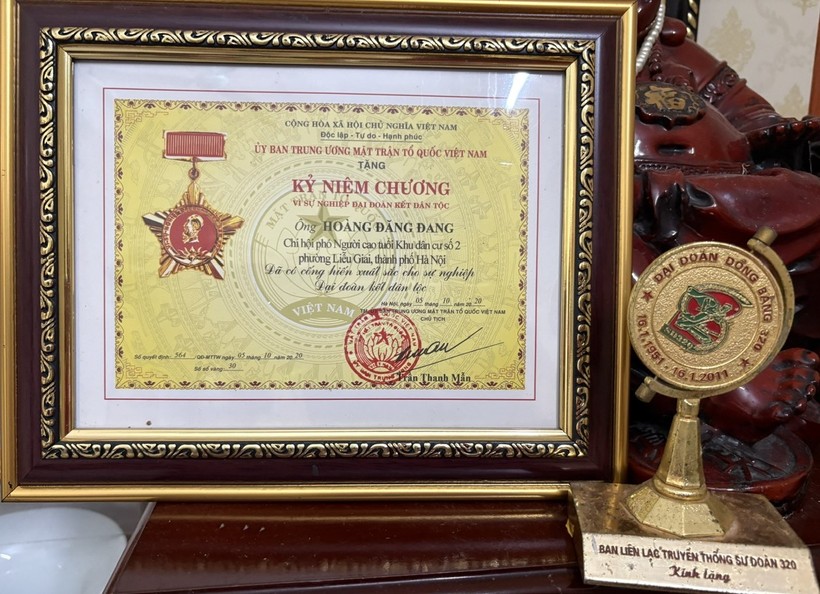 CỘNG HÒA XÃ HỘI CHỦ NGHĨA VIỆT NAM
Độc lập - Tự do - Hạnh phúc
ỦY BAN TRUNG ƯƠNG MẶT TRẬN TỔ QUỐC VIỆT NAM
TẶNG
KỶ NIỆM CHƯƠNG
VÌ SỰ NGHIỆP ĐẠI ĐOÀN KẾT DÂN TỘC
Ông HOÀNG ĐĂNG ĐANG
Chi hội phó Người cao tuổi Khu dân cư số 2
phường Liễu Giai, thành phố Hà Nội
Đã có cống hiến xuất sắc cho sự nghiệp
Đại đoàn kết dân tộc
VIỆT NAM
Hà Nội, ngày 05 tháng 10 năm 2020
TRUNG ƯƠNG MẶT TRẬN TỔ QUỐC VIỆT NAM
CHỦ TỊCH
Số quyết định: 564 /QĐ-MTTW ngày 05 tháng 10 năm 2020
Số sổ vàng: 30
Trần Thanh Mẫn
ĐẠI ĐOÀN ĐỒNG BẰNG 320
16.1.1951 - 16.1.2011
BAN LIÊN LẠC TRUYỀN THỐNG SƯ ĐOÀN 320
Kính tặng